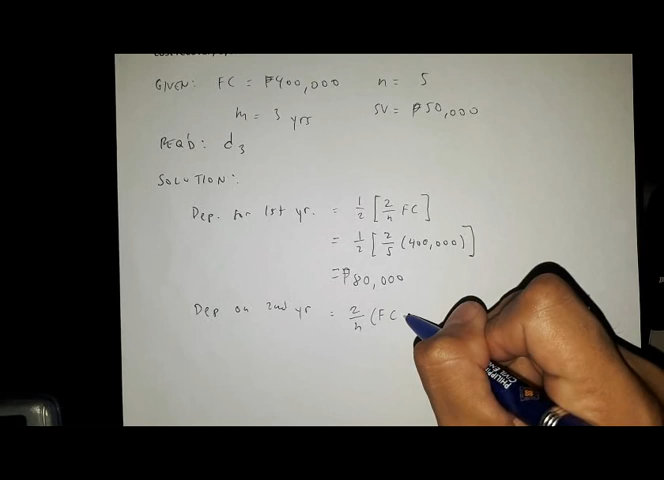 GIVEN: FC = ₱400,000 n = 5
m = 3 yrs SV = ₱50,000
REQ'D: d3
SOLUTION:
Dep. for 1st yr. = 1/2 [2/n FC]
= 1/2 [2/5 (400,000)]
= ₱80,000
Dep on 2nd yr = 2/n (FC